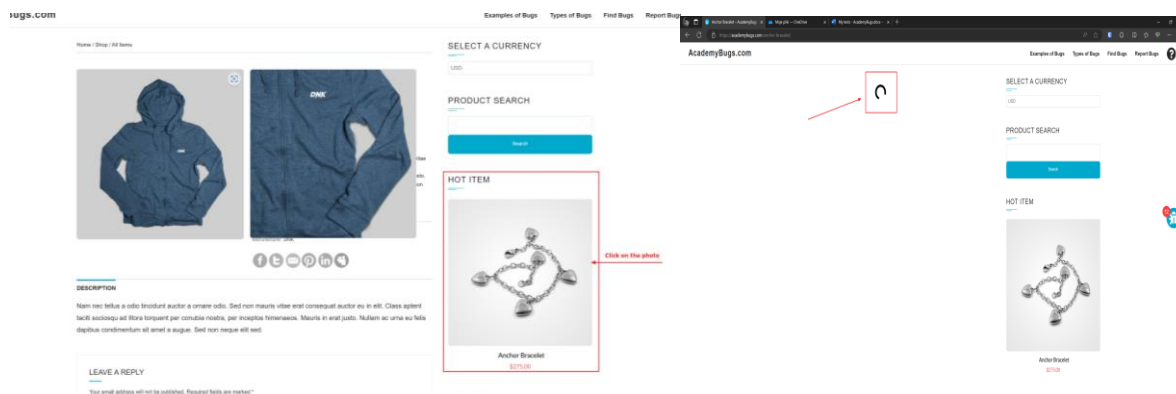 Bugs.com
Examples of Bugs Types of Bugs Find Bugs Report Bugs
Home / Shop / All Items
SELECT A CURRENCY
USD
PRODUCT SEARCH
Search
HOT ITEM
DNK
Click on the photo
Anchor Bracelet
$275.00
DESCRIPTION
Nam nec tellus a odio tincidunt auctor a ornare odio. Sed non mauris vitae erat consequat auctor eu in elit. Class aptent
taciti sociosqu ad litora torquent per conubia nostra, per inceptos himenaeos. Mauris in erat justo. Nullam ac urna eu felis
dapibus condimentum sit amet a augue. Sed non neque elit sed.
LEAVE A REPLY
Your email address will not be published. Required fields are marked *
AcademyBugs.com
Examples of Bugs Types of Bugs Find Bugs Report Bugs
SELECT A CURRENCY
USD
PRODUCT SEARCH
Search
HOT ITEM
Anchor Bracelet
$275.00